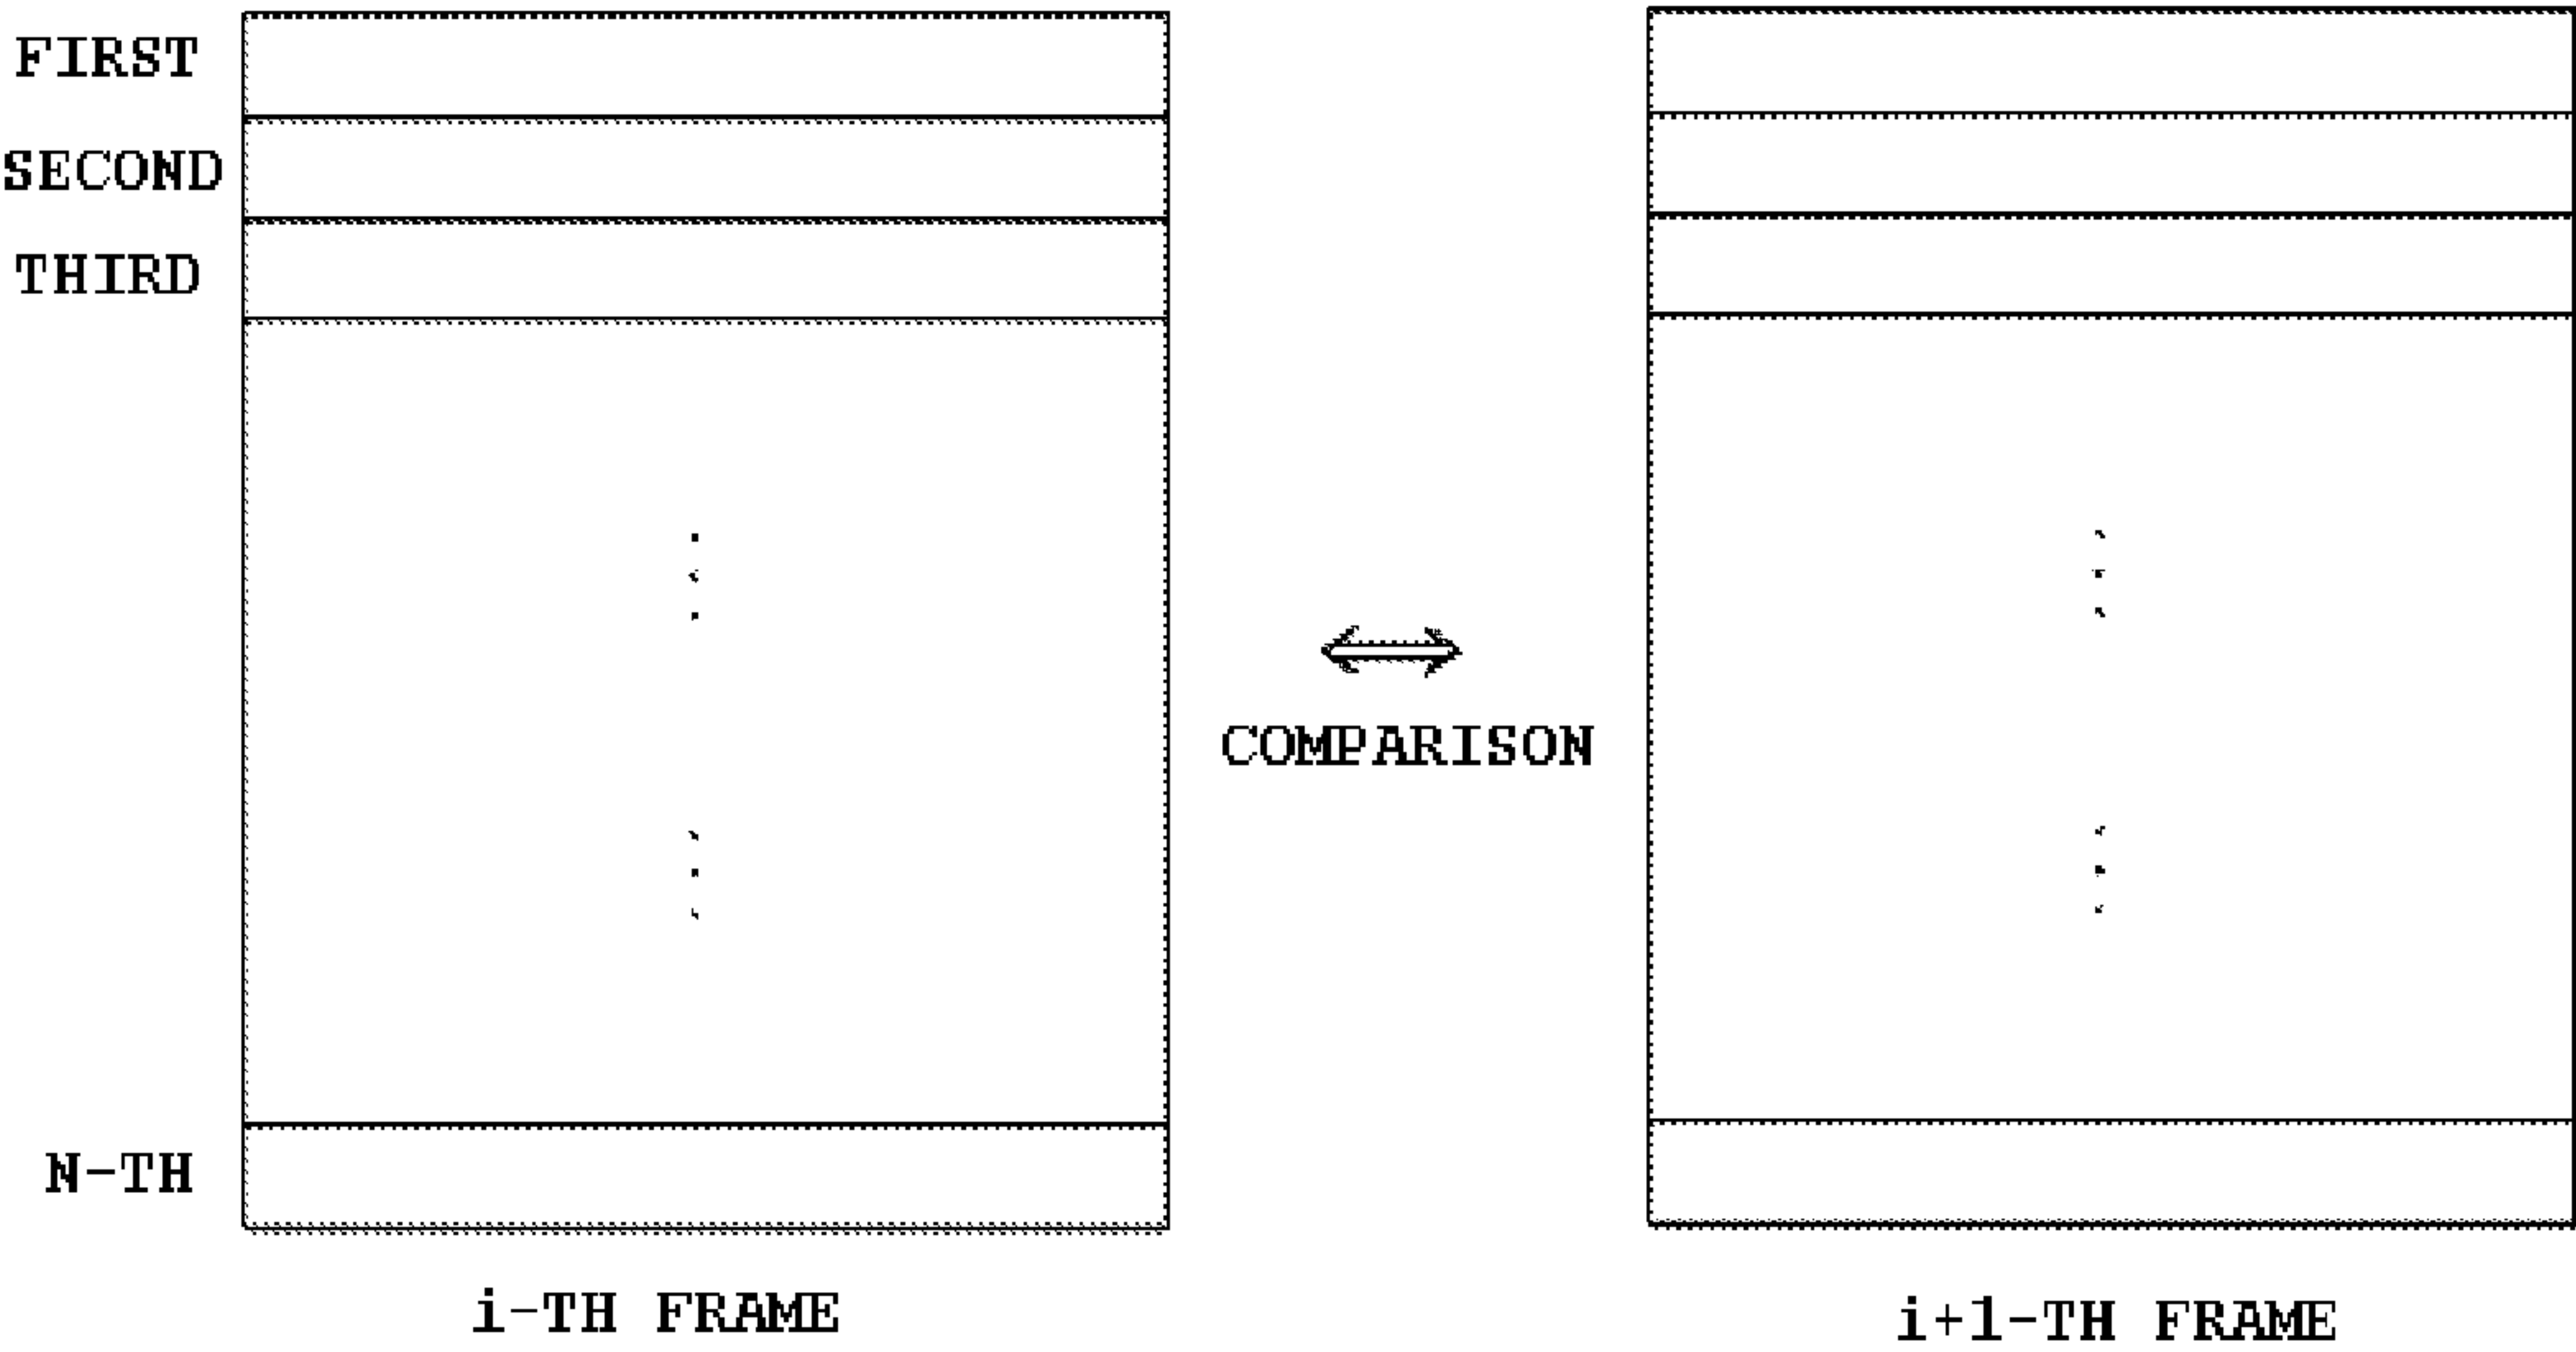 FIRST
SECOND
THIRD
COMPARISON
N-TH
i-TH FRAME
i+1-TH FRAME